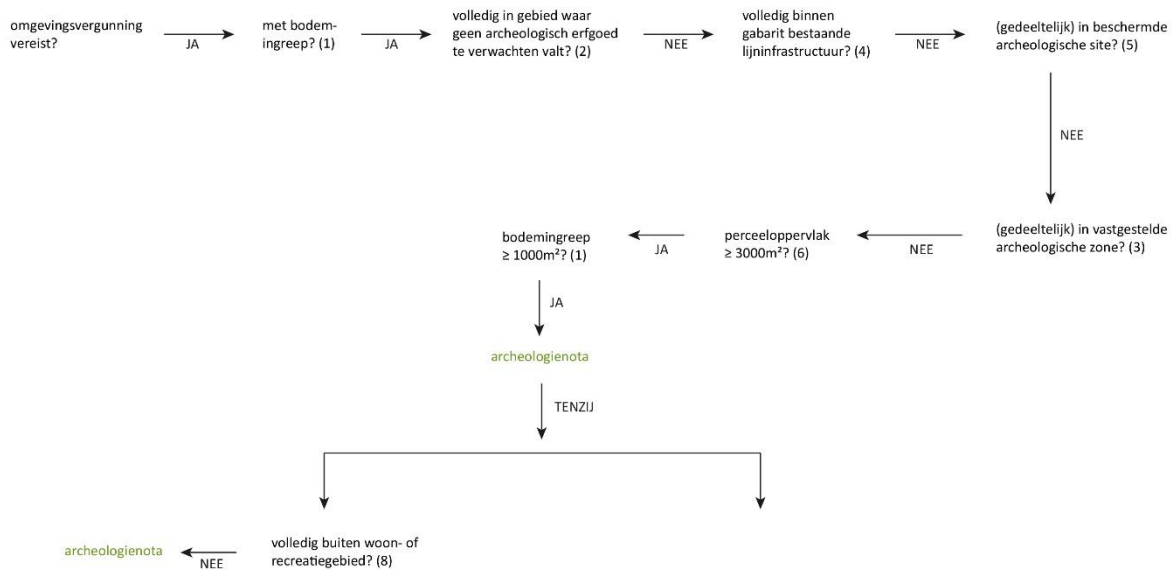 omgevingsvergunning
vereist?
JA
met bodem-
ingreep? (1)
JA
volledig in gebied waar
geen archeologisch erfgoed
te verwachten valt? (2)
NEE
volledig binnen
gabarit bestaande
lijninfrastructuur? (4)
NEE
(gedeeltelijk) in beschermde
archeologische site? (5)
NEE
(gedeeltelijk) in vastgestelde
archeologische zone? (3)
NEE
perceeloppervlak
≥ 3000m²? (6)
JA
bodemingreep
≥ 1000m²? (1)
JA
archeologienota
TENZIJ
volledig buiten woon- of
recreatiegebied? (8)
NEE
archeologienota